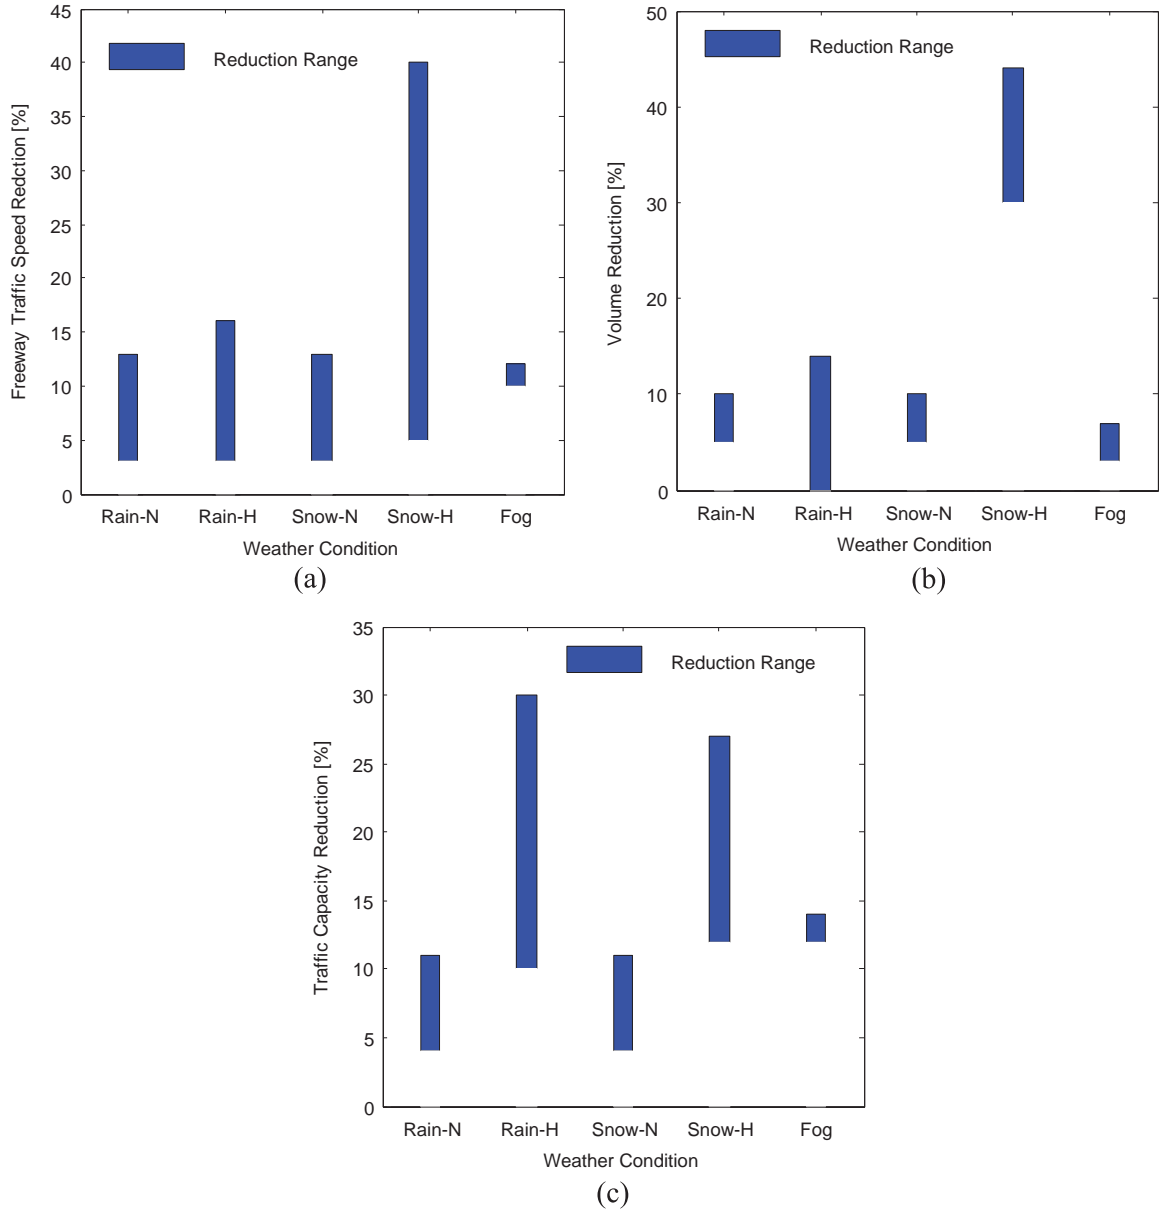 45
40
35
30
25
20
15
10
5
0
Freeway Traffic Speed Redction [%]
Reduction Range
Rain-N Rain-H Snow-N Snow-H Fog
Weather Condition
(a)
50
40
30
20
10
0
Volume Reduction [%]
Reduction Range
Rain-N Rain-H Snow-N Snow-H Fog
Weather Condition
(b)
35
30
25
20
15
10
5
0
Traffic Capacity Reduction [%]
Reduction Range
Rain-N Rain-H Snow-N Snow-H Fog
Weather Condition
(c)